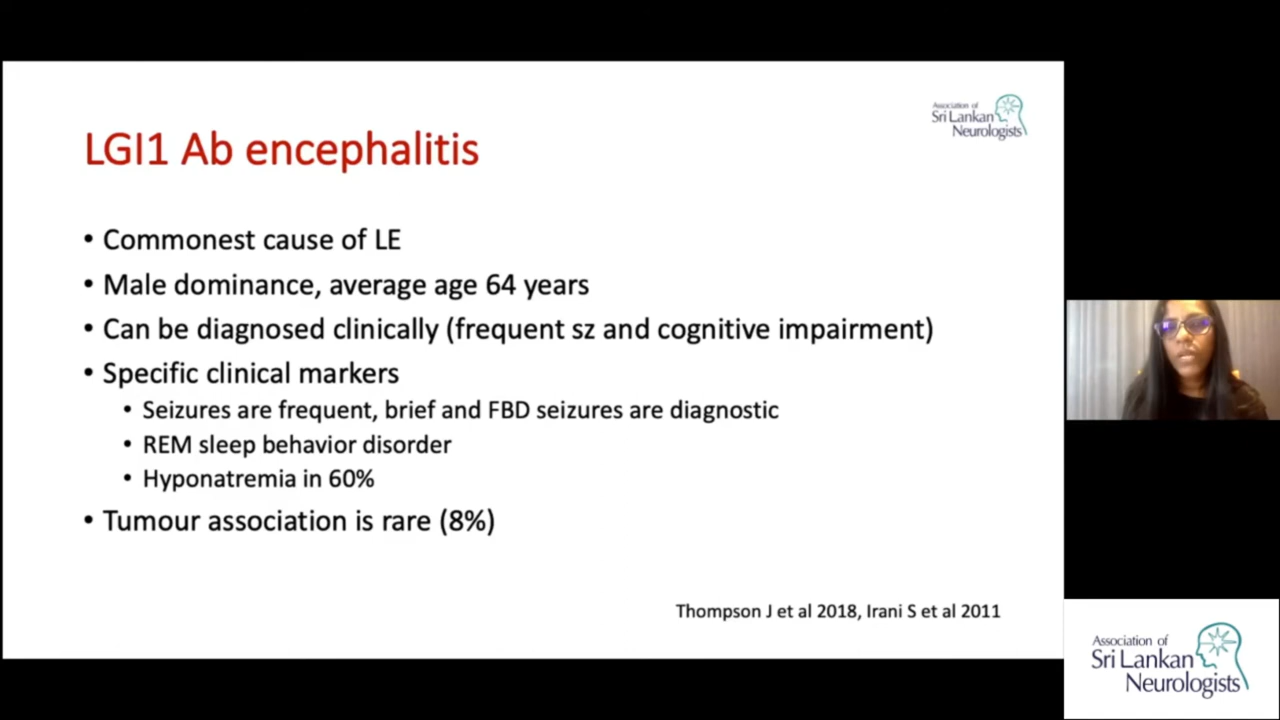 Association of
Sri Lankan
Neurologists
LGI1 Ab encephalitis
• Commonest cause of LE
• Male dominance, average age 64 years
• Can be diagnosed clinically (frequent sz and cognitive impairment)
• Specific clinical markers
• Seizures are frequent, brief and FBD seizures are diagnostic
• REM sleep behavior disorder
• Hyponatremia in 60%
• Tumour association is rare (8%)
Thompson J et al 2018, Irani S et al 2011
Association of
Sri Lankan
Neurologists